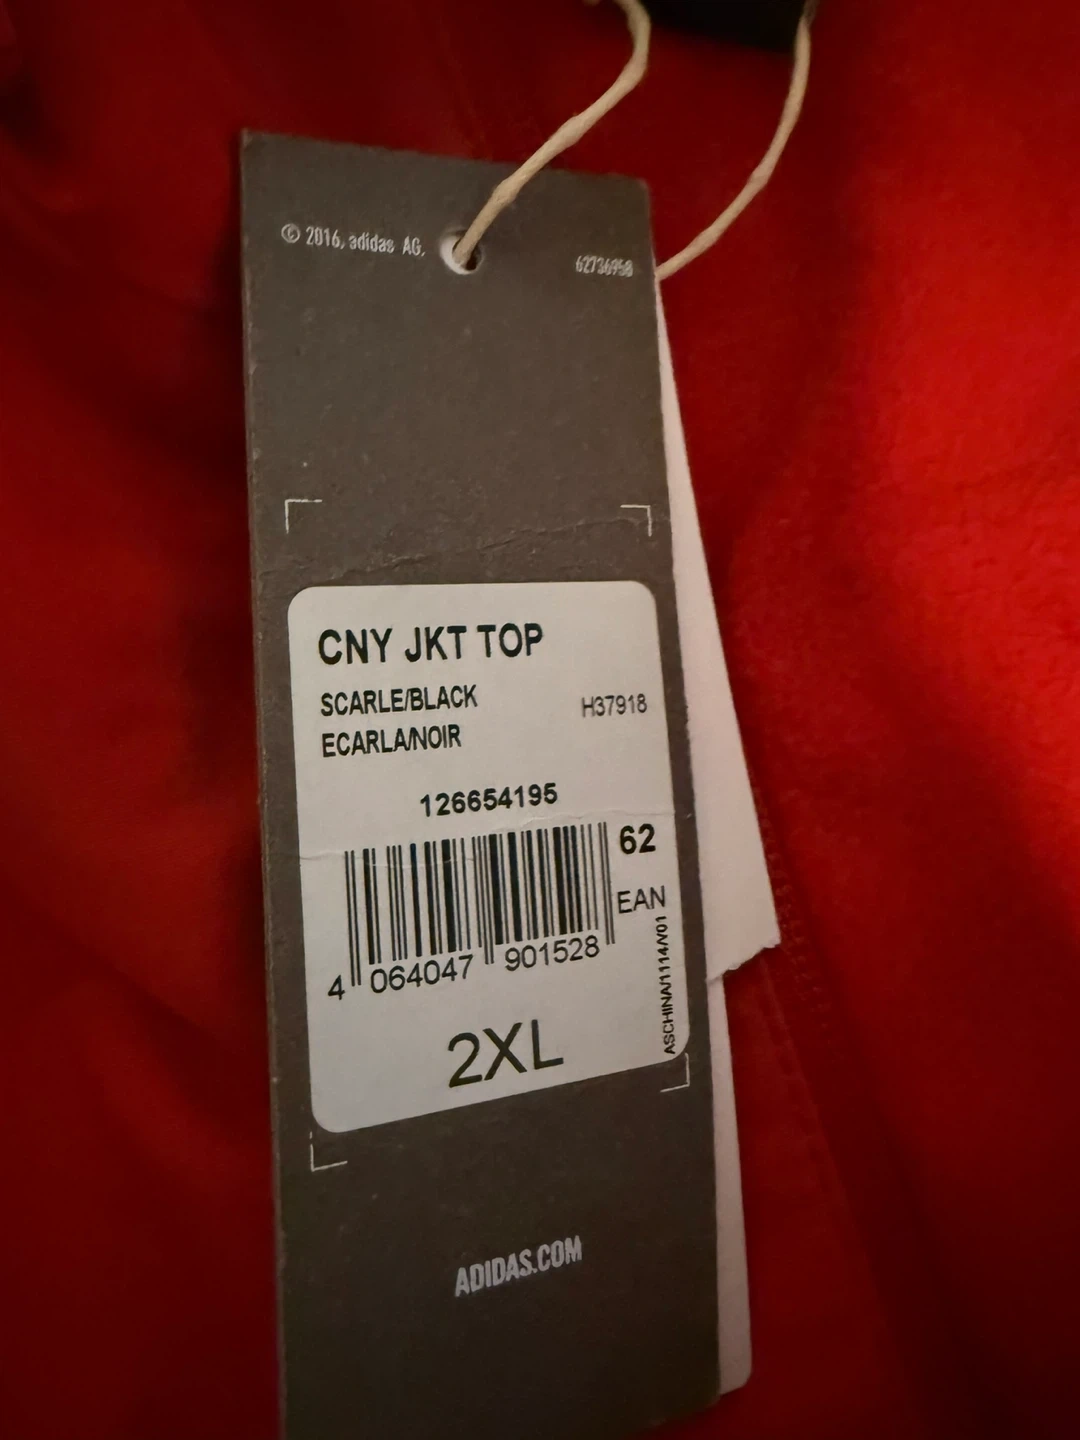 © 2016, adidas AG.
62736958
CNY JKT TOP
SCARLE/BLACK
H37918
ECARLA/NOIR
126654195
62
EAN
4 064047 901528
ASCHINA/1114/V01
2XL
ADIDAS.COM